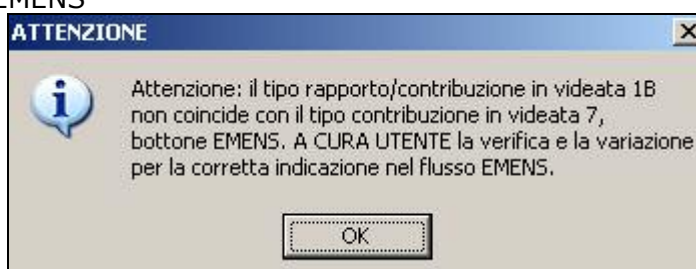 EMENS
ATTENZIONE
Attenzione: il tipo rapporto/contribuzione in videata 1B
non coincide con il tipo contribuzione in videata 7,
bottone EMENS. A CURA UTENTE la verifica e la variazione
per la corretta indicazione nel flusso EMENS.
OK